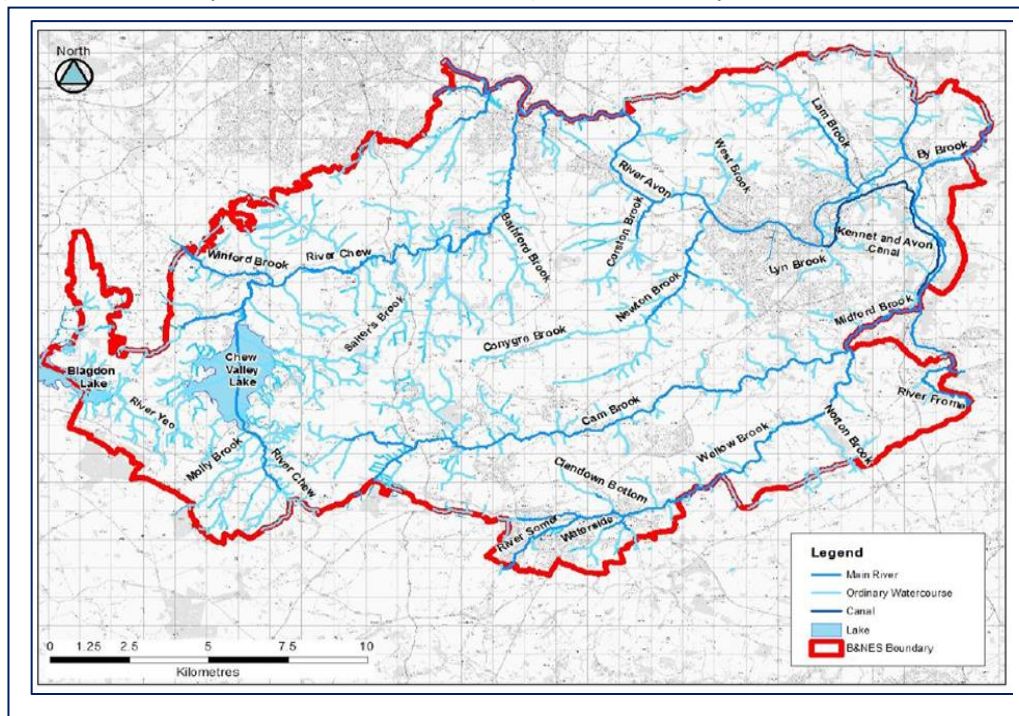 North
Lam Brook
By Brook
West Brook
River Avon
Corston Brook
Bathford Brook
Kennet and Avon
Canal
Lyn Brook
Winford Brook
River Chew
Newton Brook
Midford Brook
Salter's Brook
Conygre Brook
Chew
Valley
Lake
Blagdon
Lake
River Yeo
River Frome
Cam Brook
Norton Brook
Molly Brook
River Chew
Wellow Brook
Clandown Bottom
River Somer
Waterside
Legend
Main River
Ordinary Watercourse
Canal
Lake
B&NES Boundary
0 1.25 2.5 5 7.5 10
Kilometres